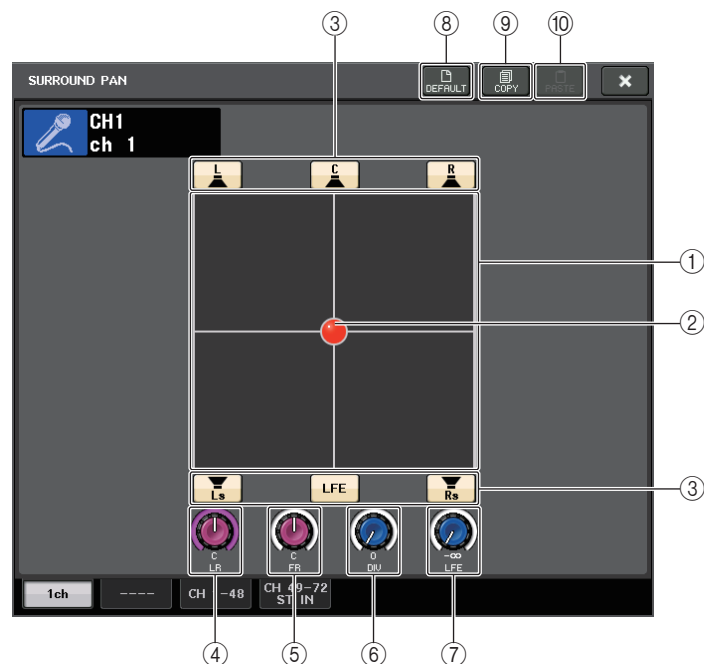 ③ ⑧ ⑨ ⑩
SURROUND PAN
DEFAULT
COPY
PASTE
CH1
ch 1
L C R
①
②
Ls LFE Rs
③
C C 0 -∞
LR FR DIV LFE
1ch ---- CH 1-48 CH 49-72
ST IN
④ ⑤ ⑥ ⑦